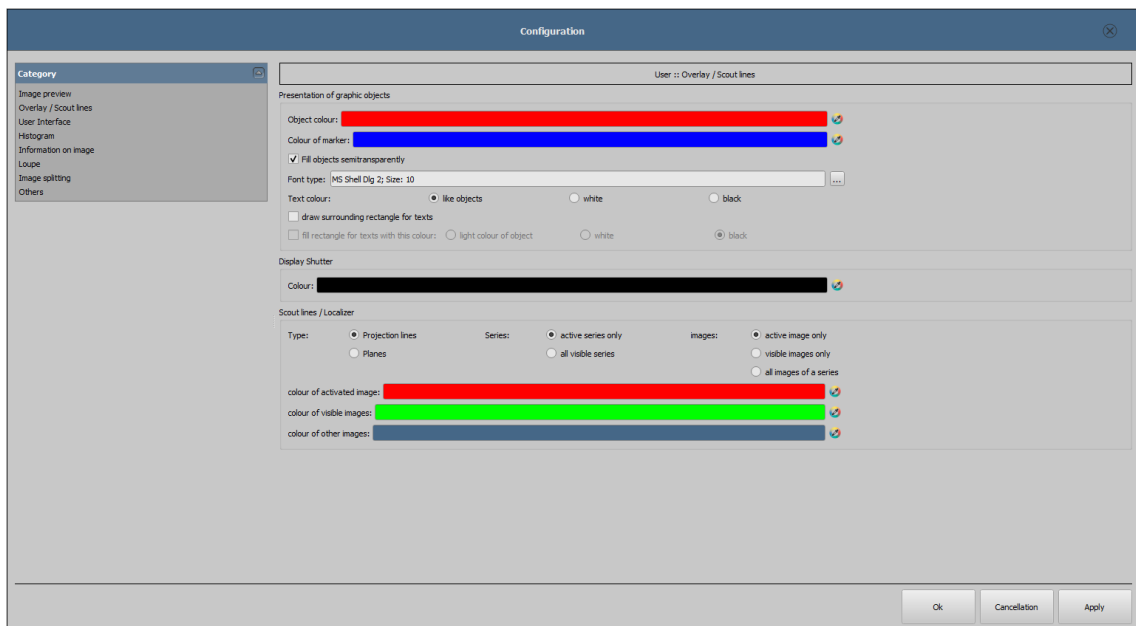 Configuration
Category
Image preview
Overlay / Scout lines
User Interface
Histogram
Information on image
Loupe
Image splitting
Others
User :: Overlay / Scout lines
Presentation of graphic objects
Object colour:
Colour of marker:
Fill objects semitransparently
Font type: MS Shell Dlg 2; Size: 10 ...
Text colour: like objects white black
draw surrounding rectangle for texts
fill rectangle for texts with this colour: light colour of object white black
Display Shutter
Colour:
Scout lines / Localizer
Type: Projection lines Series: active series only images: active image only
Planes all visible series visible images only
all images of a series
colour of activated image:
colour of visible images:
colour of other images:
Ok Cancellation Apply